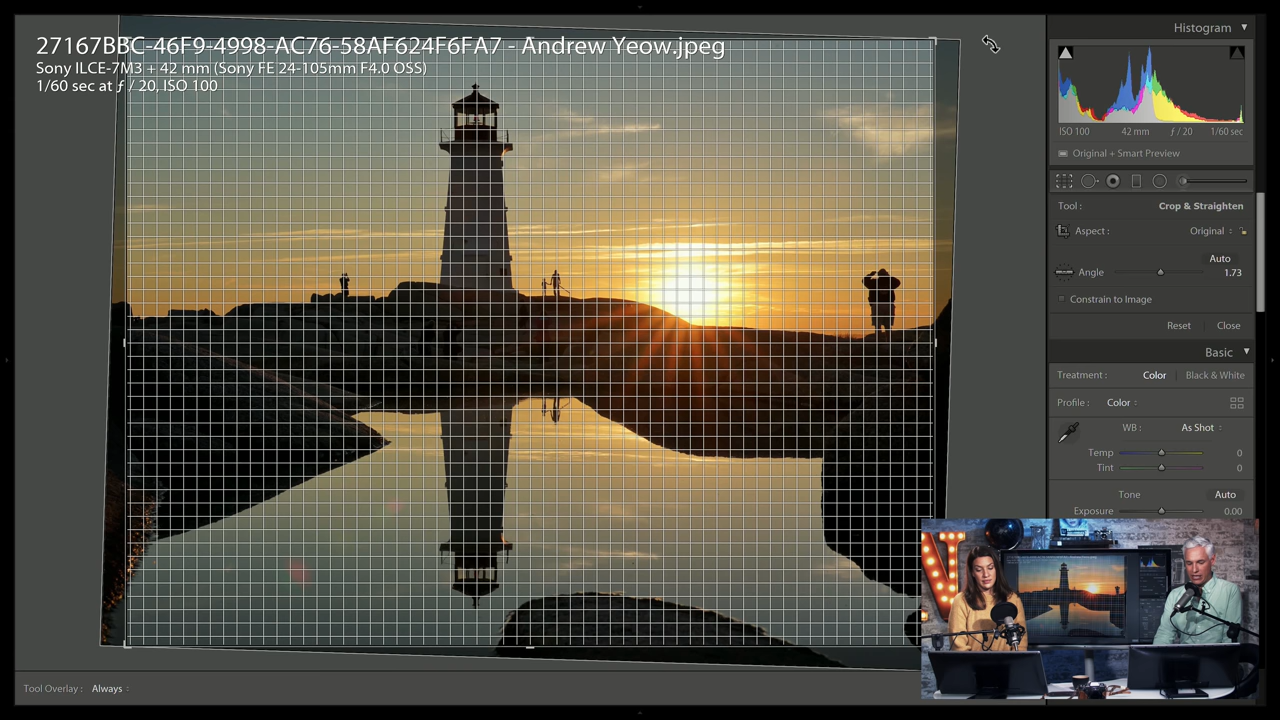 27167BBC-46F9-4998-AC76-58AF624F6FA7 - Andrew Yeow.jpeg
Sony ILCE-7M3 + 42 mm (Sony FE 24-105mm F4.0 OSS)
1/60 sec at ƒ / 20, ISO 100
Histogram
ISO 100 42 mm ƒ / 20 1/60 sec
Original + Smart Preview
Tool : Crop & Straighten
Aspect : Original
Auto
Angle 1.73
Constrain to Image
Reset Close
Basic
Treatment : Color Black & White
Profile : Color
WB : As Shot
Temp 0
Tint 0
Tone Auto
Exposure 0.00
N
Tool Overlay : Always